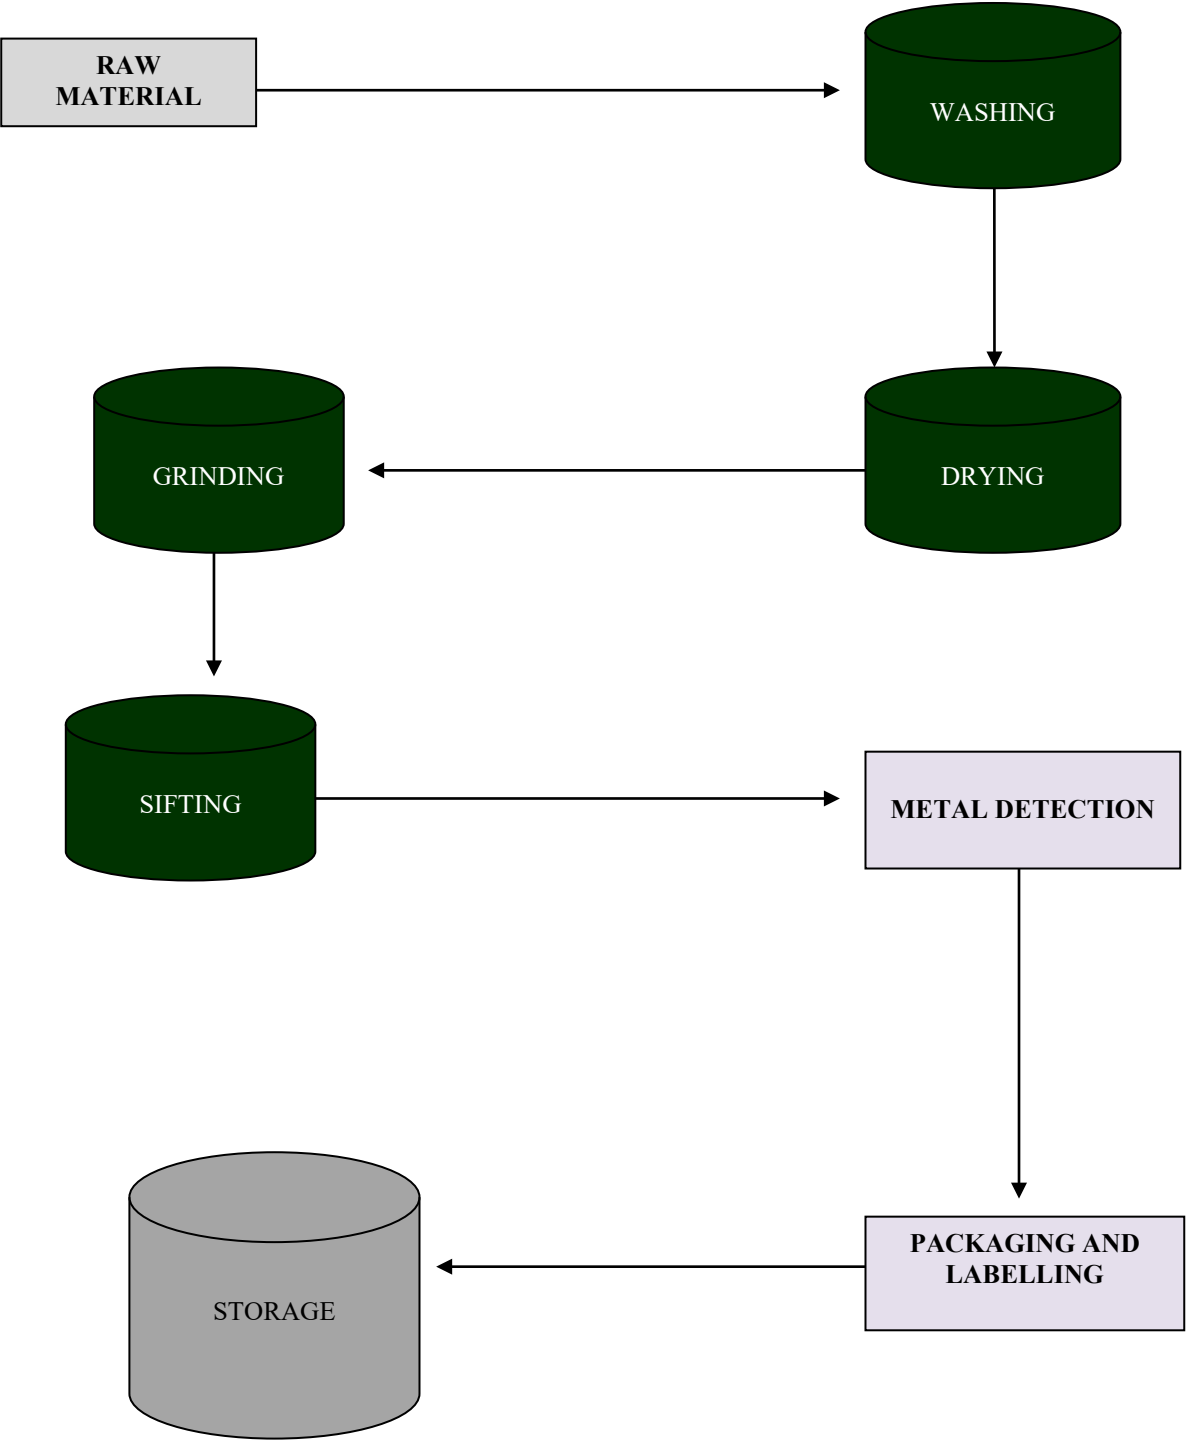 RAW
MATERIAL
WASHING
GRINDING
DRYING
SIFTING
METAL DETECTION
PACKAGING AND
LABELLING
STORAGE